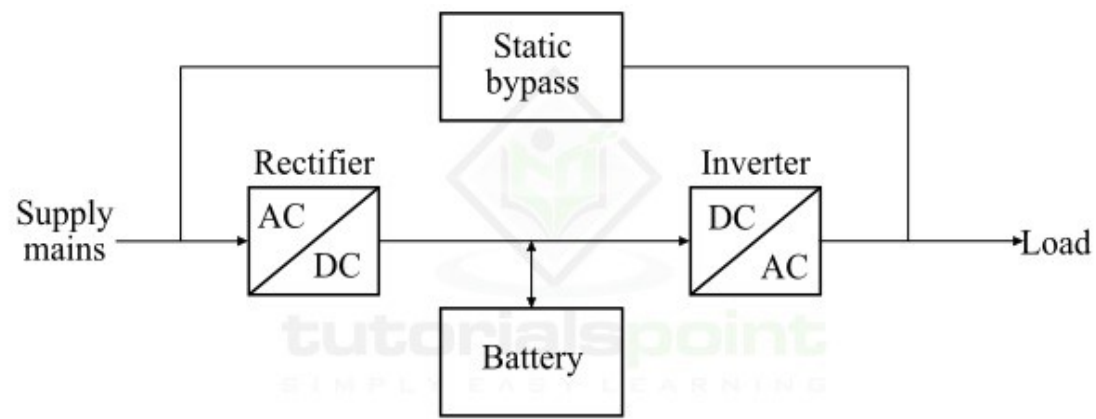 Static
bypass
Rectifier
Inverter
Supply
mains
AC
DC
DC
AC
Load
Battery
tutorialspoint
SIMPLY EASY LEARNING